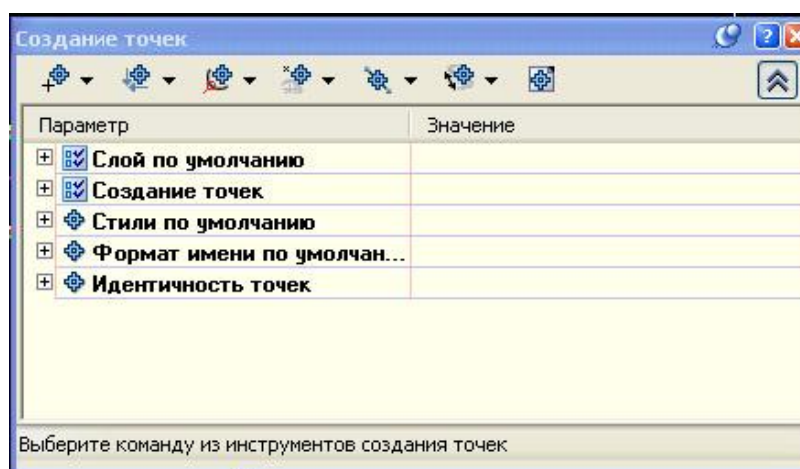 Создание точек
Параметр Значение
Слой по умолчанию
Создание точек
Стили по умолчанию
Формат имени по умолчан...
Идентичность точек
Выберите команду из инструментов создания точек